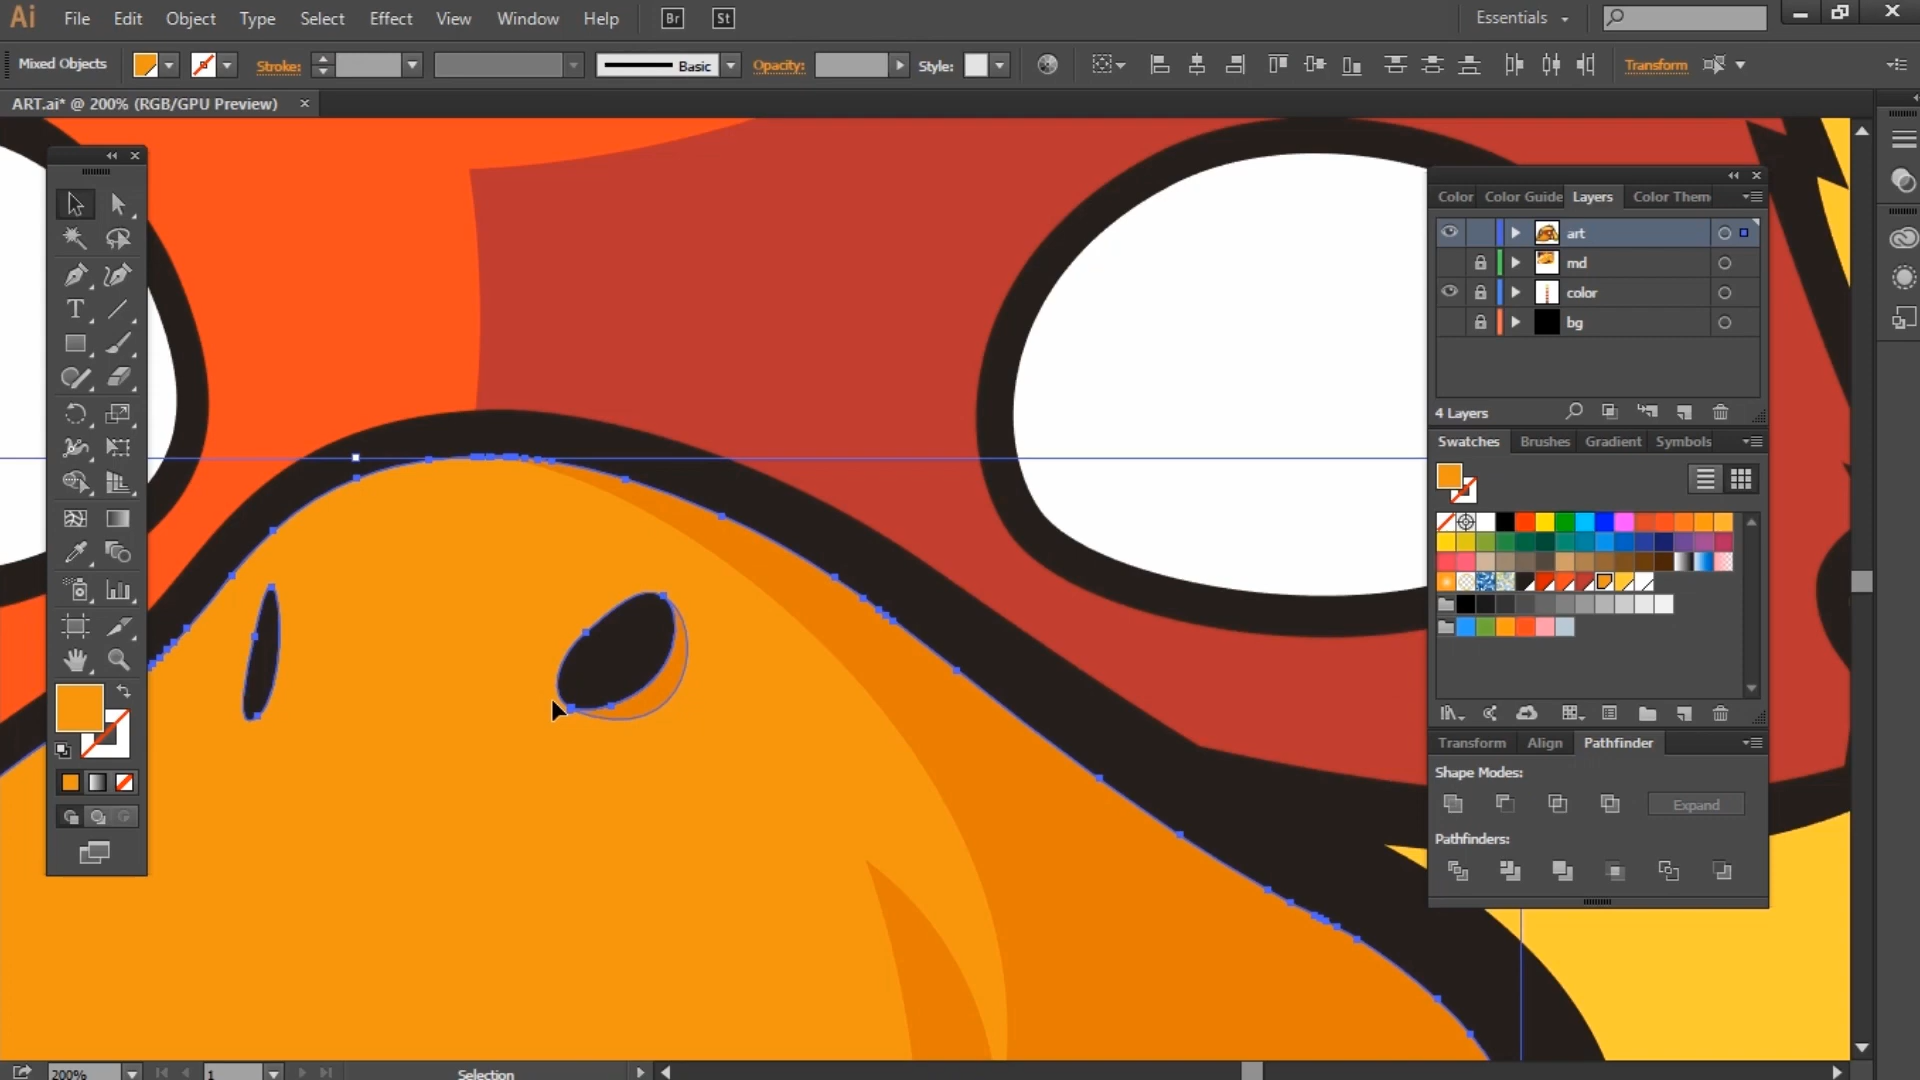 Ai File Edit Object Type Select Effect View Window Help Br St Essentials
Mixed Objects Stroke: Basic Opacity: Style: Transform
ART.ai* @ 200% (RGB/GPU Preview)
Color Color Guide Layers Color Them
art
md
color
bg
4 Layers
Swatches Brushes Gradient Symbols
T
Transform Align Pathfinder
Shape Modes:
Expand
Pathfinders:
200% 1 Selection